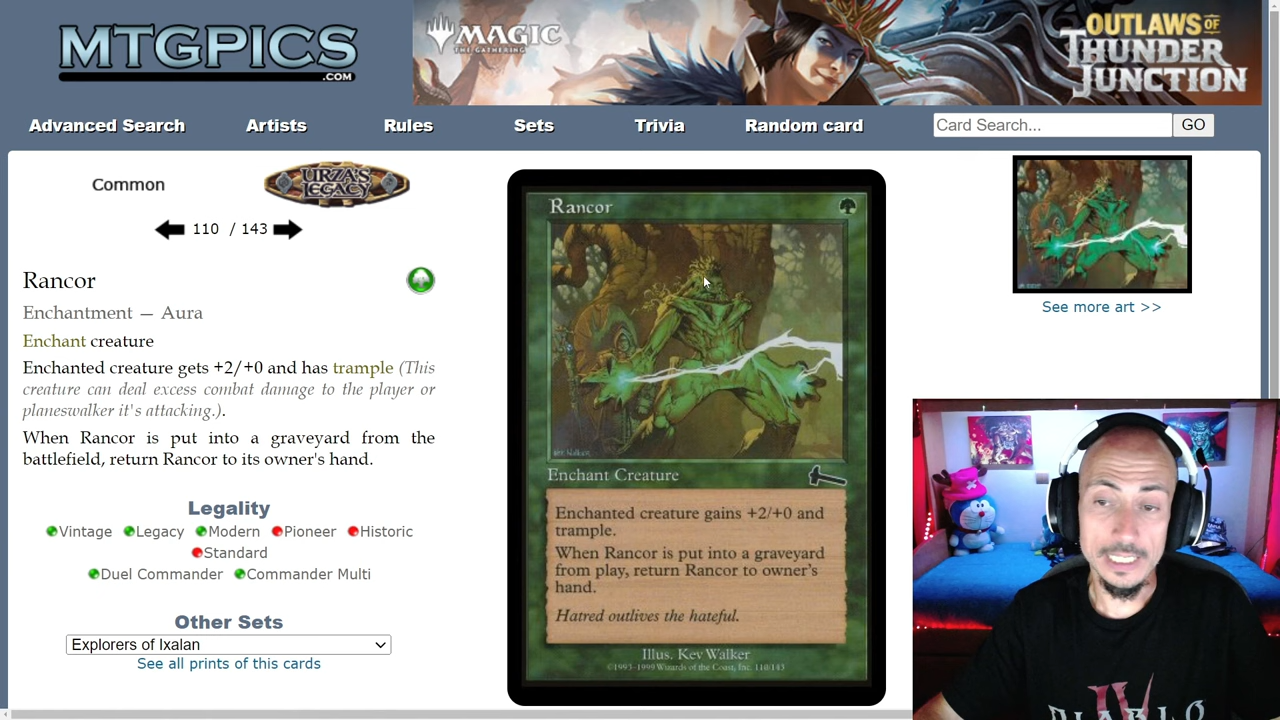 MTGPICS
.COM
MAGIC
THE GATHERING
OUTLAWS OF
THUNDER
JUNCTION
Advanced Search Artists Rules Sets Trivia Random card Card Search... GO
Common
URZA'S
LEGACY
110 / 143
Rancor
Enchantment — Aura
Enchant creature
Enchanted creature gets +2/+0 and has trample (This
creature can deal excess combat damage to the player or
planeswalker it's attacking.).
When Rancor is put into a graveyard from the
battlefield, return Rancor to its owner's hand.
Legality
Vintage Legacy Modern Pioneer Historic
Standard
Duel Commander Commander Multi
Other Sets
Explorers of Ixalan
See all prints of this cards
Rancor
Enchant Creature
Enchanted creature gains +2/+0 and
trample.
When Rancor is put into a graveyard
from play, return Rancor to owner's
hand.
Hatred outlives the hateful.
Illus. Kev Walker
©1993-1999 Wizards of the Coast, Inc. 110/143
See more art >>
IV
DIABLO